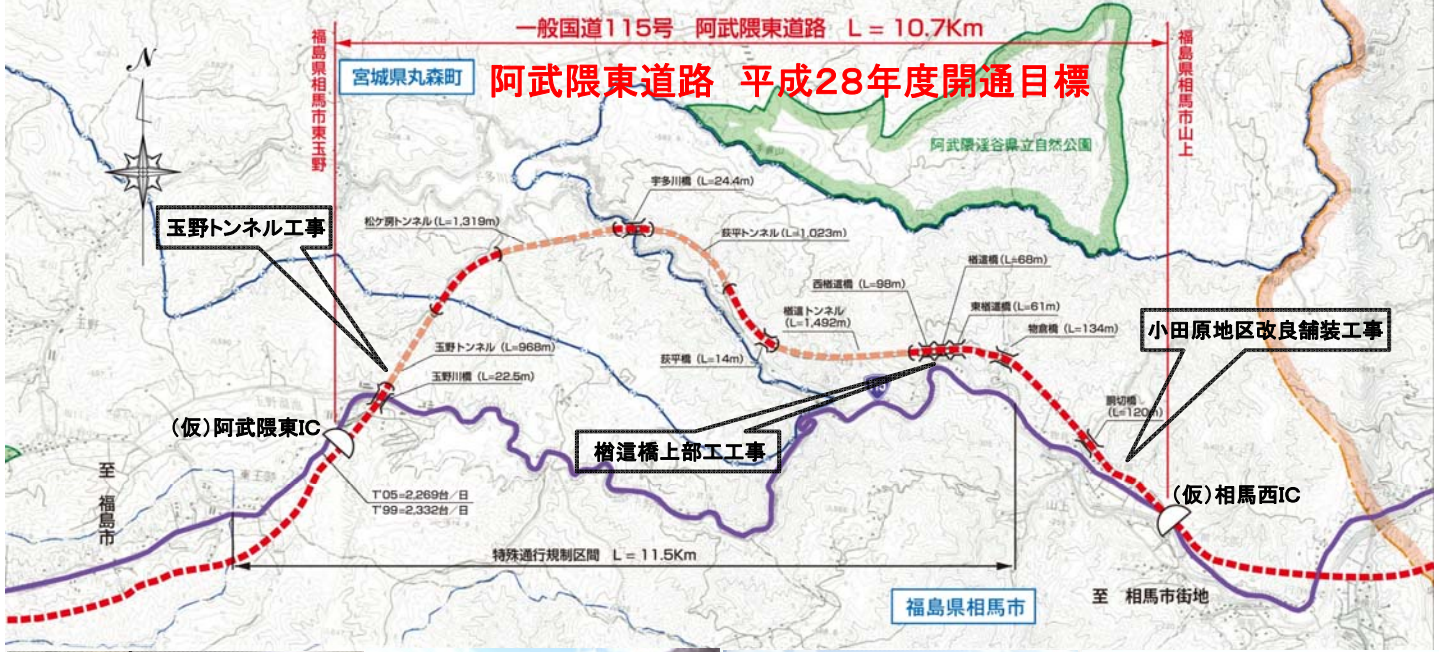 一般国道115号 阿武隈東道路 L = 10.7Km
福島県相馬市東玉野
福島県相馬市山上
宮城県丸森町
阿武隈東道路 平成28年度開通目標
N
阿武隈渓谷県立自然公園
宇多川橋 (L=24.4m)
玉野トンネル工事
松ケ房トンネル (L=1,319m)
荻平トンネル (L=1,023m)
楢這橋 (L=68m)
西楢這橋 (L=98m)
東楢這橋 (L=61m)
楢這トンネル
(L=1,492m)
物倉橋 (L=134m)
小田原地区改良舗装工事
玉野トンネル (L=968m)
荻平橋 (L=14m)
玉野川橋 (L=22.5m)
115
胴切橋
(L=120m)
(仮)阿武隈東IC
楢這橋上部工工事
至 福島市
T'05=2,269台/日
T'99=2,332台/日
(仮)相馬西IC
特殊通行規制区間 L = 11.5Km
福島県相馬市
至 相馬市街地